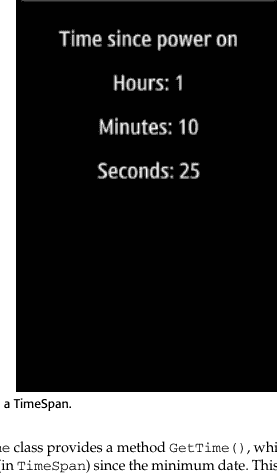 Time since power on
Hours: 1
Minutes: 10
Seconds: 25
a TimeSpan.
class provides a method GetTime(), whi
(in TimeSpan) since the minimum date. This